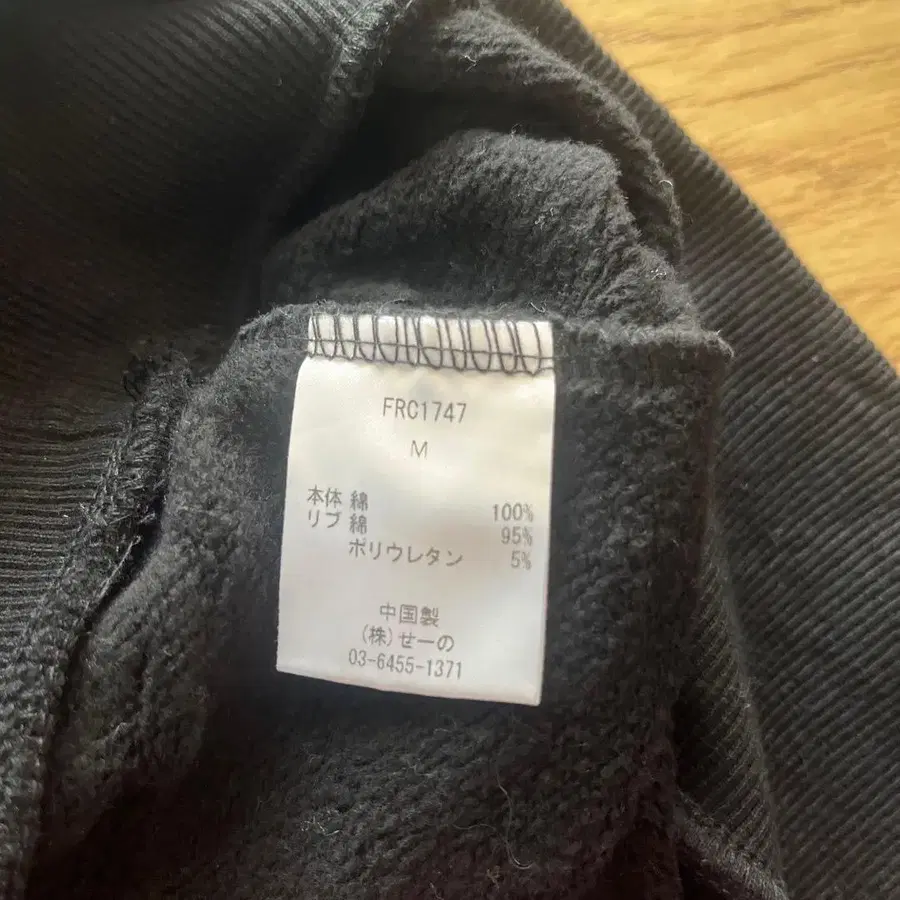 FRC1747
M
本体 綿 100%
リブ 綿 95%
ポリウレタン 5%
中国製
(株)せーの
03-6455-1371